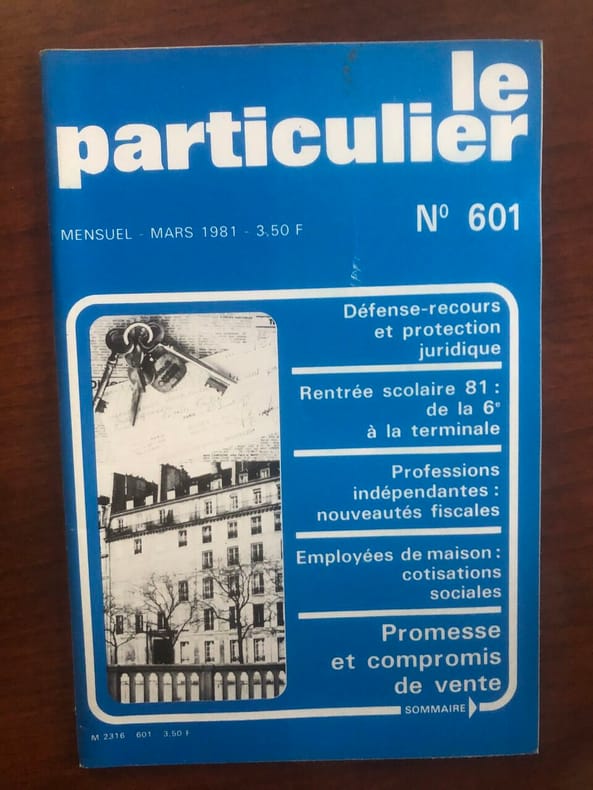 le
particulier
N° 601
MENSUEL - MARS 1981 - 3,50 F
Défense-recours
et protection
juridique
Rentrée scolaire 81 :
de la 6e
à la terminale
Professions
indépendantes :
nouveautés fiscales
Employées de maison :
cotisations
sociales
Promesse
et compromis
de vente
SOMMAIRE
M 2316 601 3,50 F